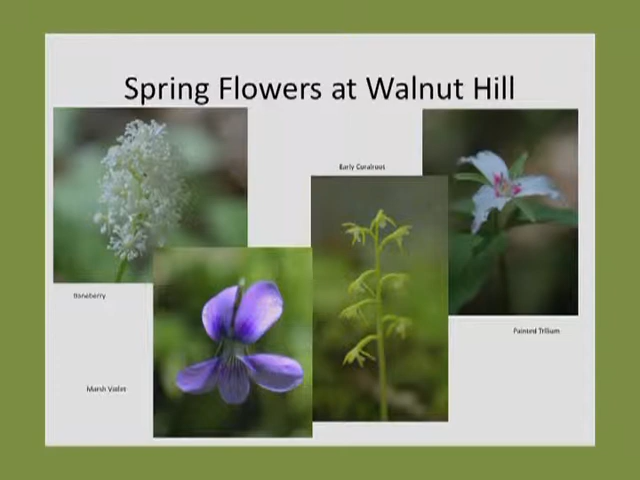 Spring Flowers at Walnut Hill
Early Coralroot
Baneberry
Painted Trillium
Marsh Violet